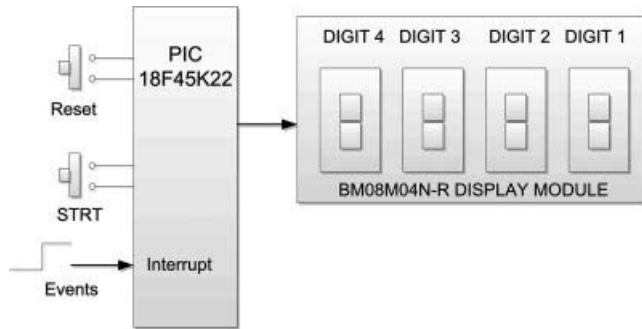 PIC
18F45K22
Reset
STRT
Interrupt
Events
DIGIT 4 DIGIT 3 DIGIT 2 DIGIT 1
BM08M04N-R DISPLAY MODULE